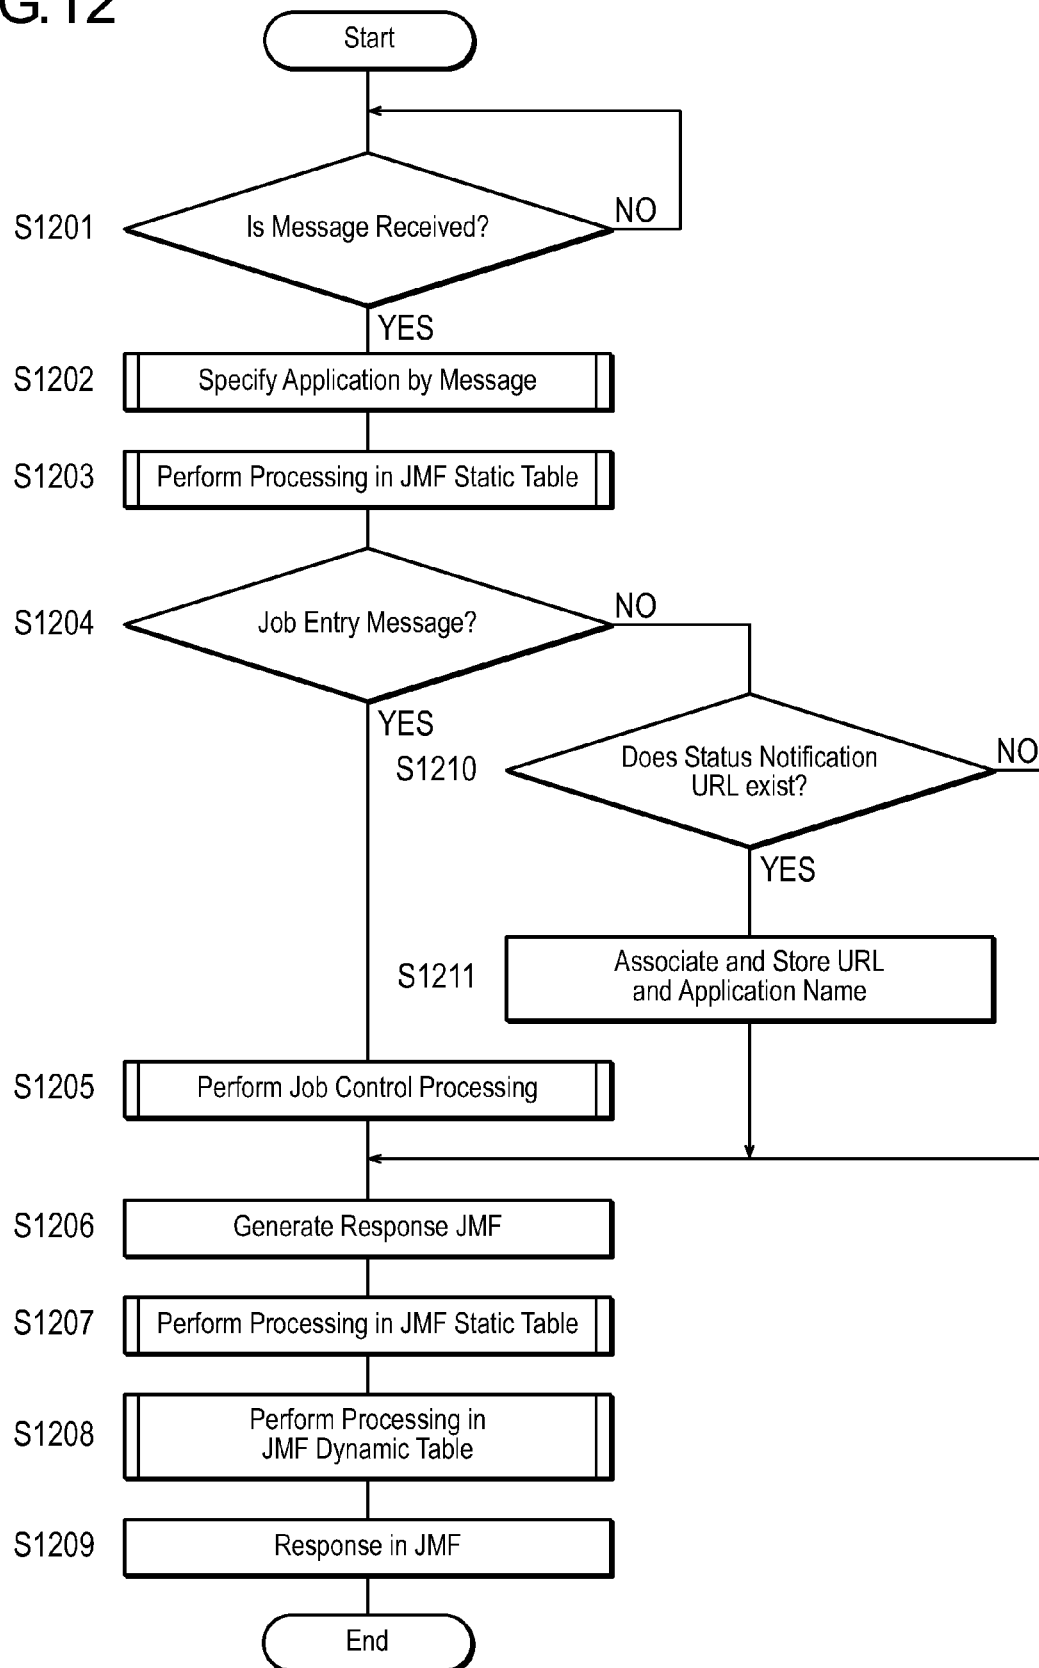 G.12
Start
S1201
Is Message Received?
NO
YES
S1202
Specify Application by Message
S1203
Perform Processing in JMF Static Table
S1204
Job Entry Message?
NO
YES
S1210
Does Status Notification
URL exist?
NO
YES
S1211
Associate and Store URL
and Application Name
S1205
Perform Job Control Processing
S1206
Generate Response JMF
S1207
Perform Processing in JMF Static Table
S1208
Perform Processing in
JMF Dynamic Table
S1209
Response in JMF
End